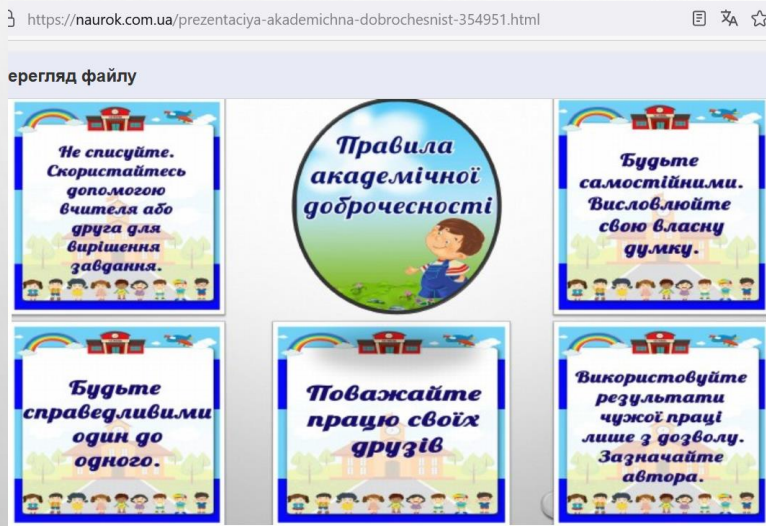 https://naurok.com.ua/prezentaciya-akademichna-dobrochesnist-354951.html
ерегляд файлу
Не списуйте.
Скористайтесь
допомогою
вчителя або
друга для
вирішення
завдання.
Правила
академічної
доброчесності
Будьте
самостійними.
Висловлюйте
свою власну
думку.
Будьте
справедливими
один до
одного.
Поважайте
працю своїх
друзів
Використовуйте
результати
чужої праці
лише з дозволу.
Зазначайте
автора.